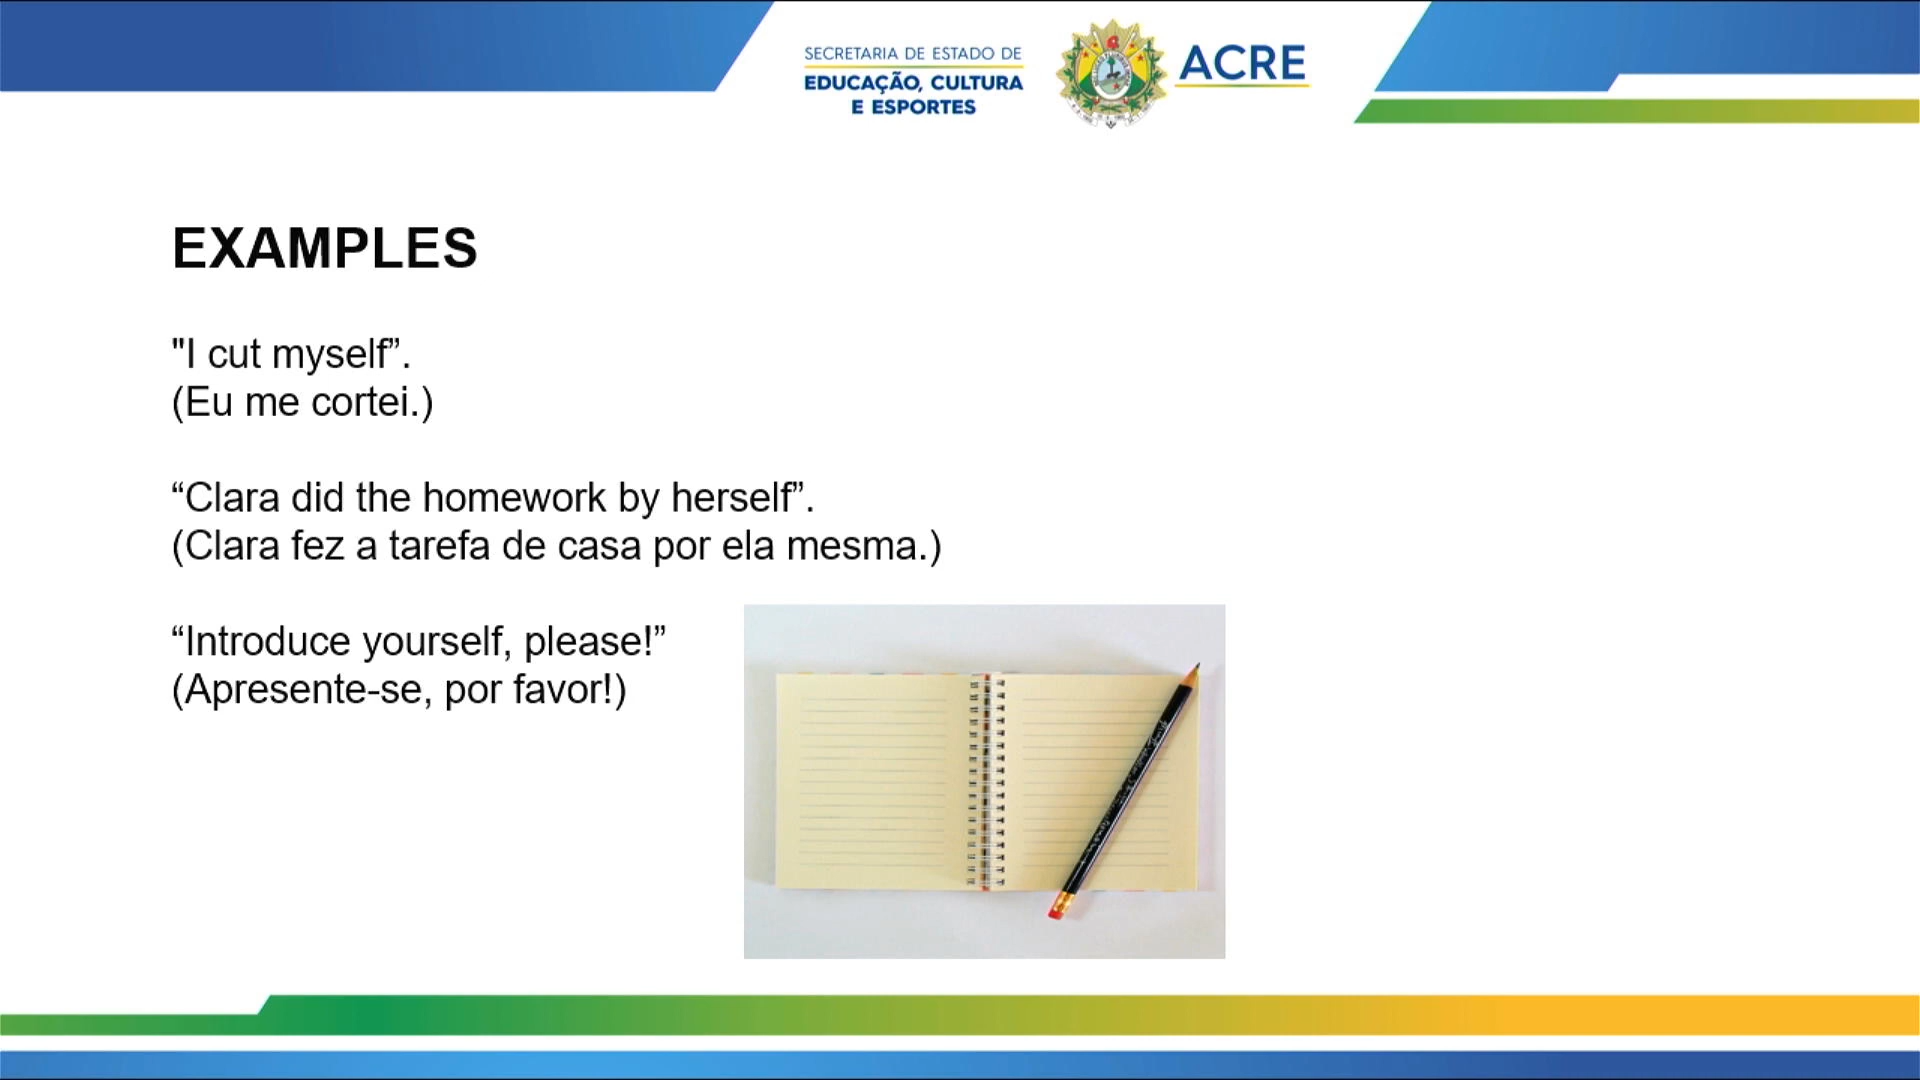 SECRETARIA DE ESTADO DE
EDUCAÇÃO, CULTURA
E ESPORTES
ACRE
EXAMPLES
"I cut myself”.
(Eu me cortei.)
“Clara did the homework by herself”.
(Clara fez a tarefa de casa por ela mesma.)
“Introduce yourself, please!”
(Apresente-se, por favor!)